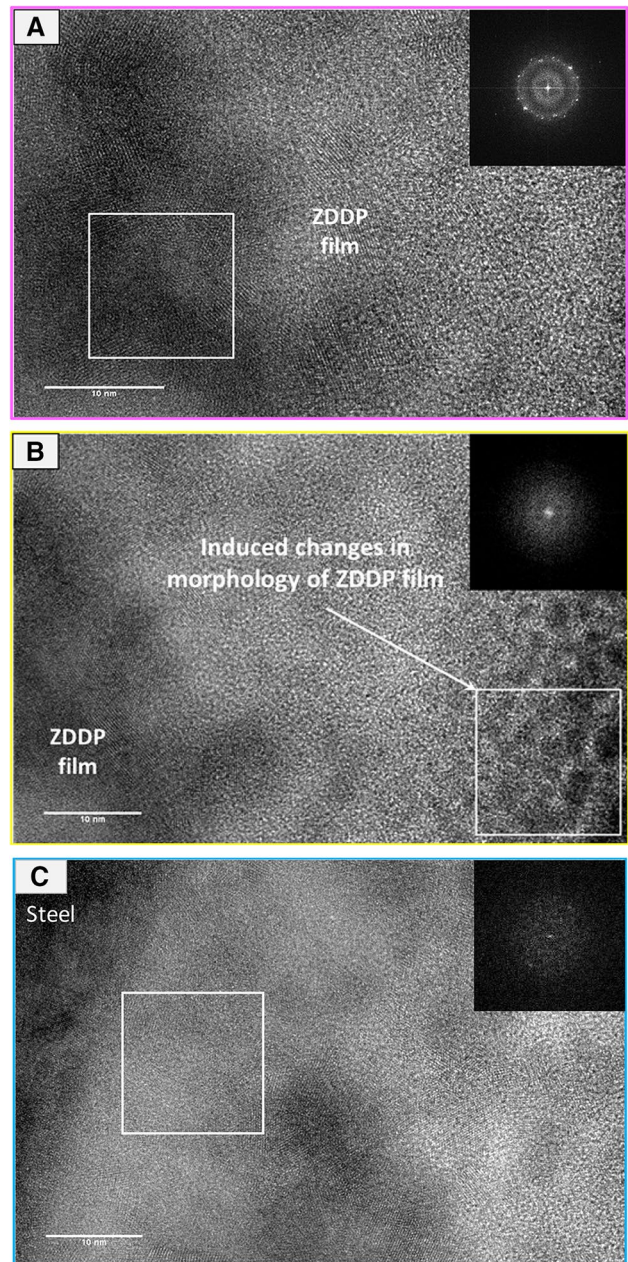 A
ZDDP
film
10 nm
B
Induced changes in
morphology of ZDDP film
ZDDP
film
10 nm
C
Steel
10 nm